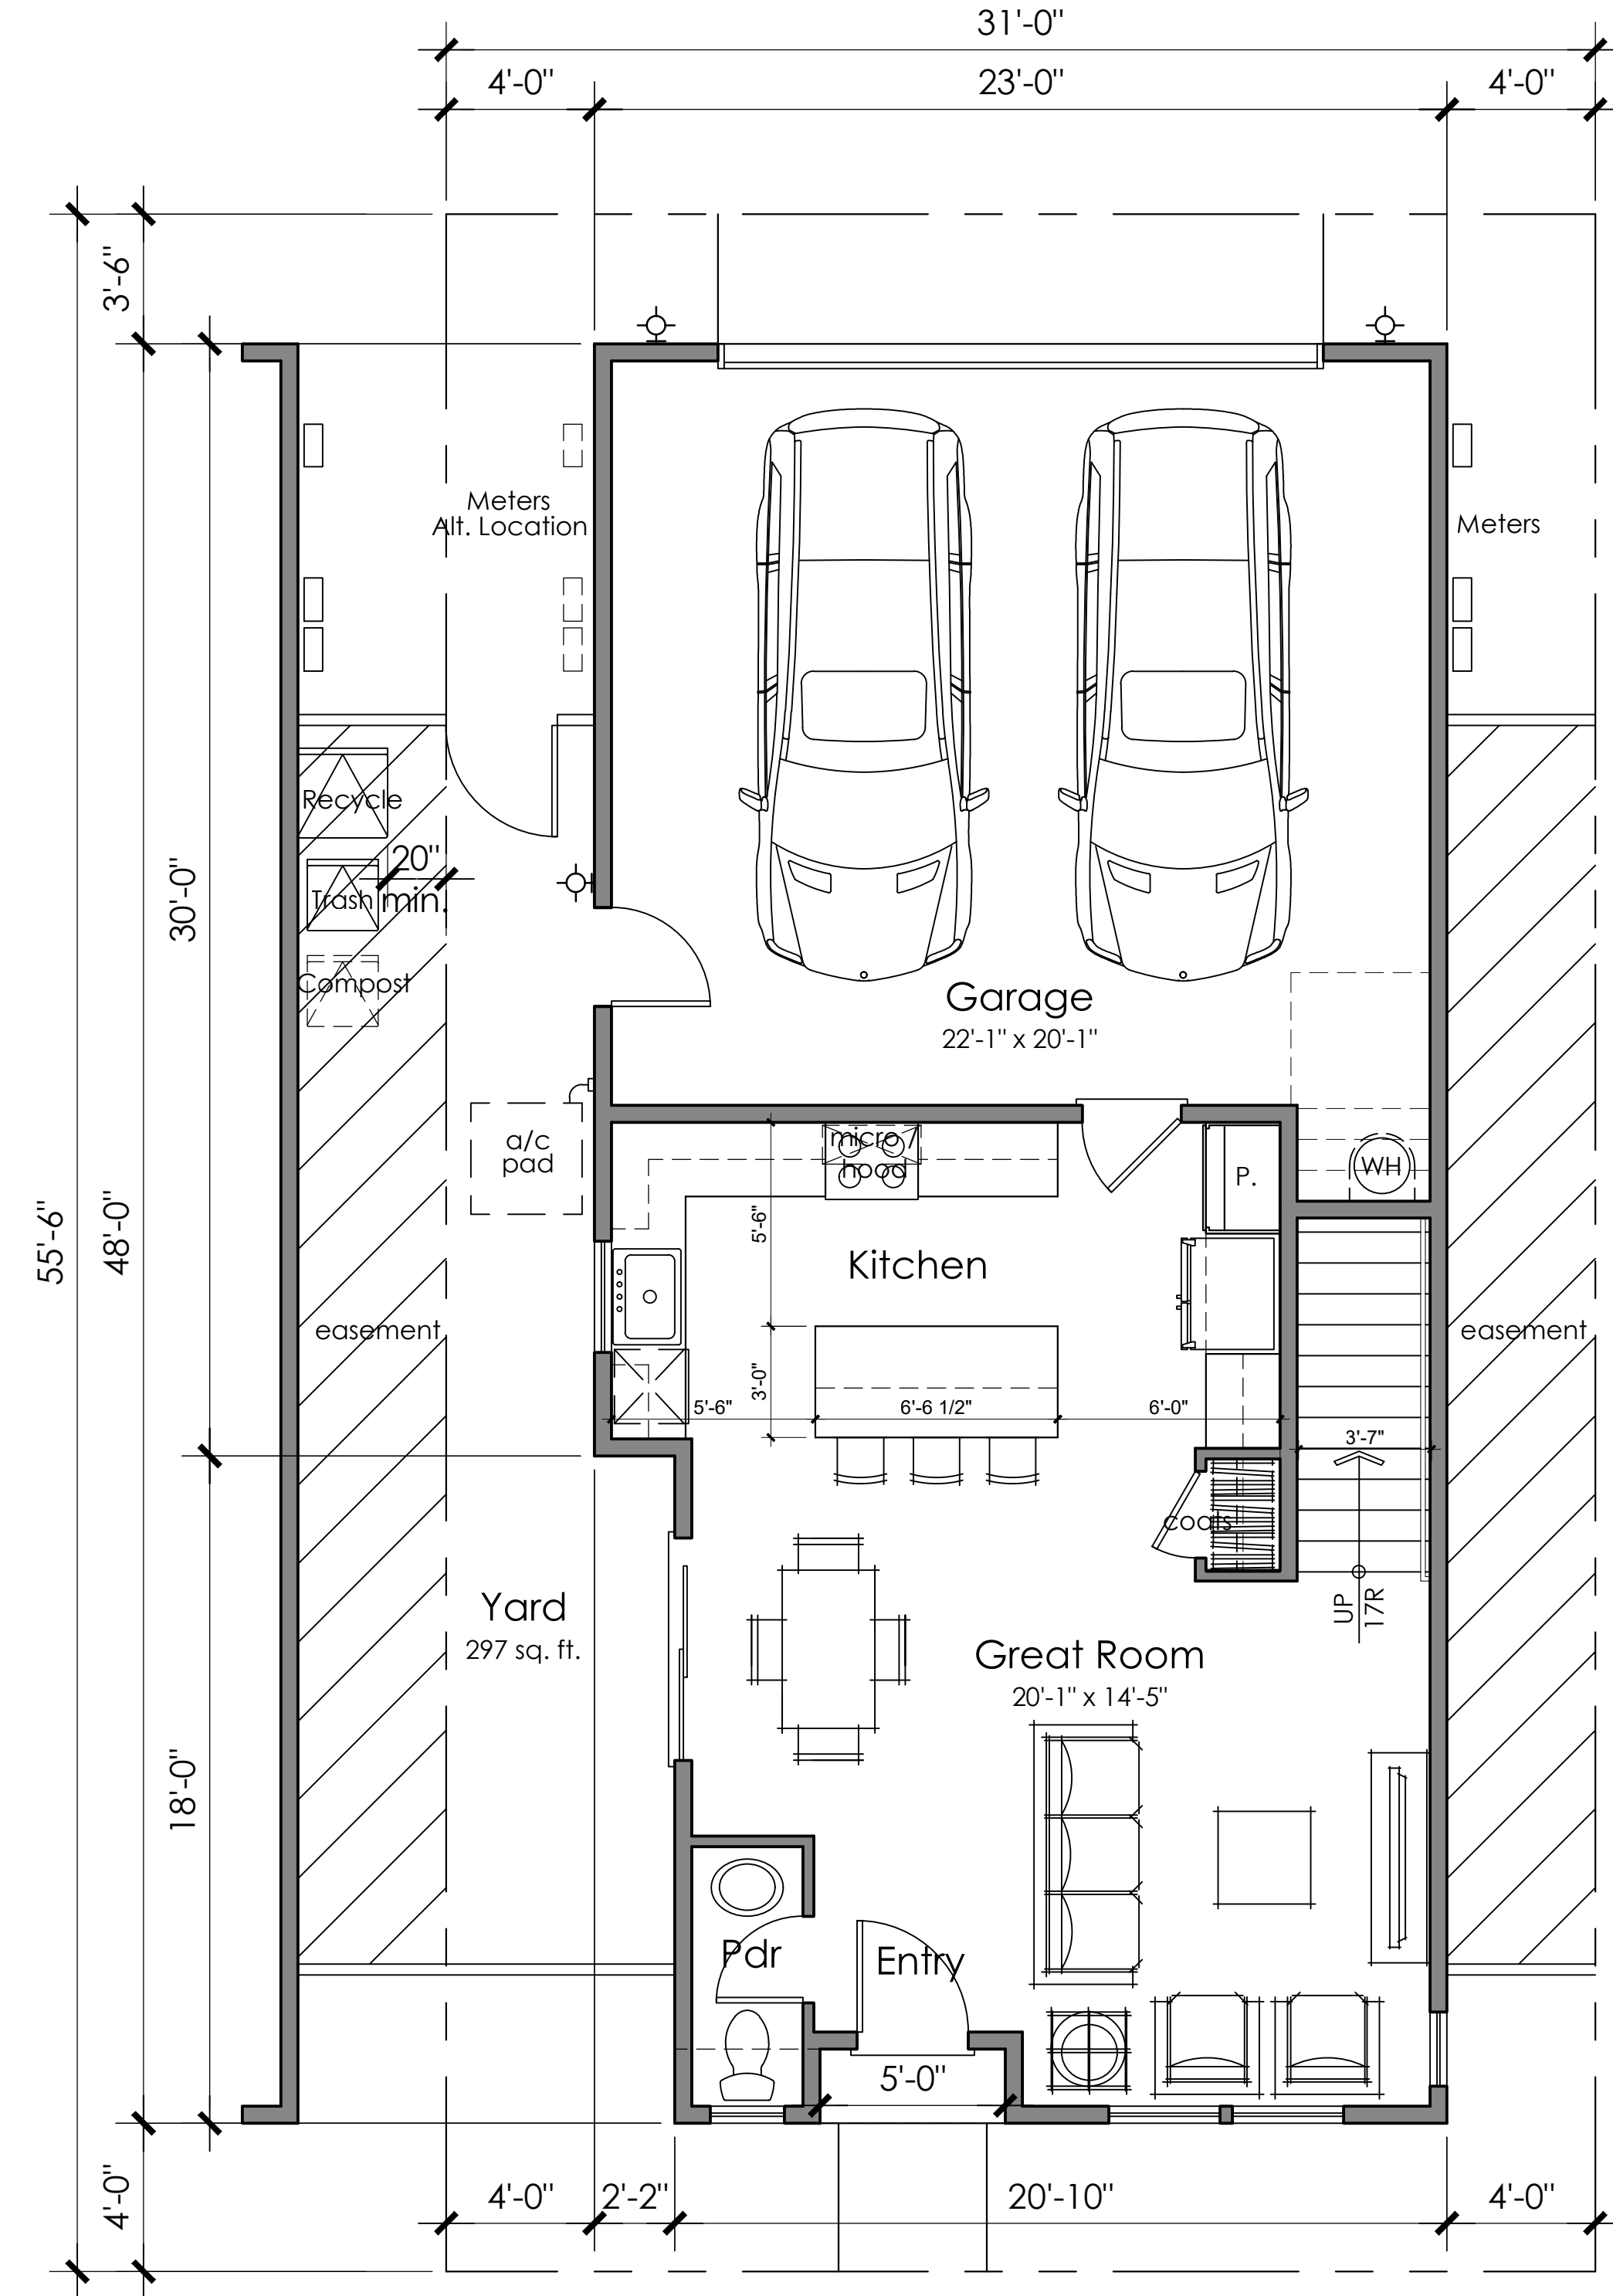 31'-0"
4'-0"
23'-0"
4'-0"
3'-6"
Meters
Alt. Location
Meters
Recycle
20"
min.
Trash
Compost
30'-0"
Garage
22'-1" x 20'-1"
a/c
pad
micro /
hood
P.
WH
55'-6"
48'-0"
5'-6"
Kitchen
easement
easement
3'-0"
5'-6"
6'-6 1/2"
6'-0"
3'-7"
coats
UP
17R
Yard
297 sq. ft.
Great Room
20'-1" x 14'-5"
18'-0"
Pdr
Entry
5'-0"
4'-0"
4'-0"
2'-2"
20'-10"
4'-0"